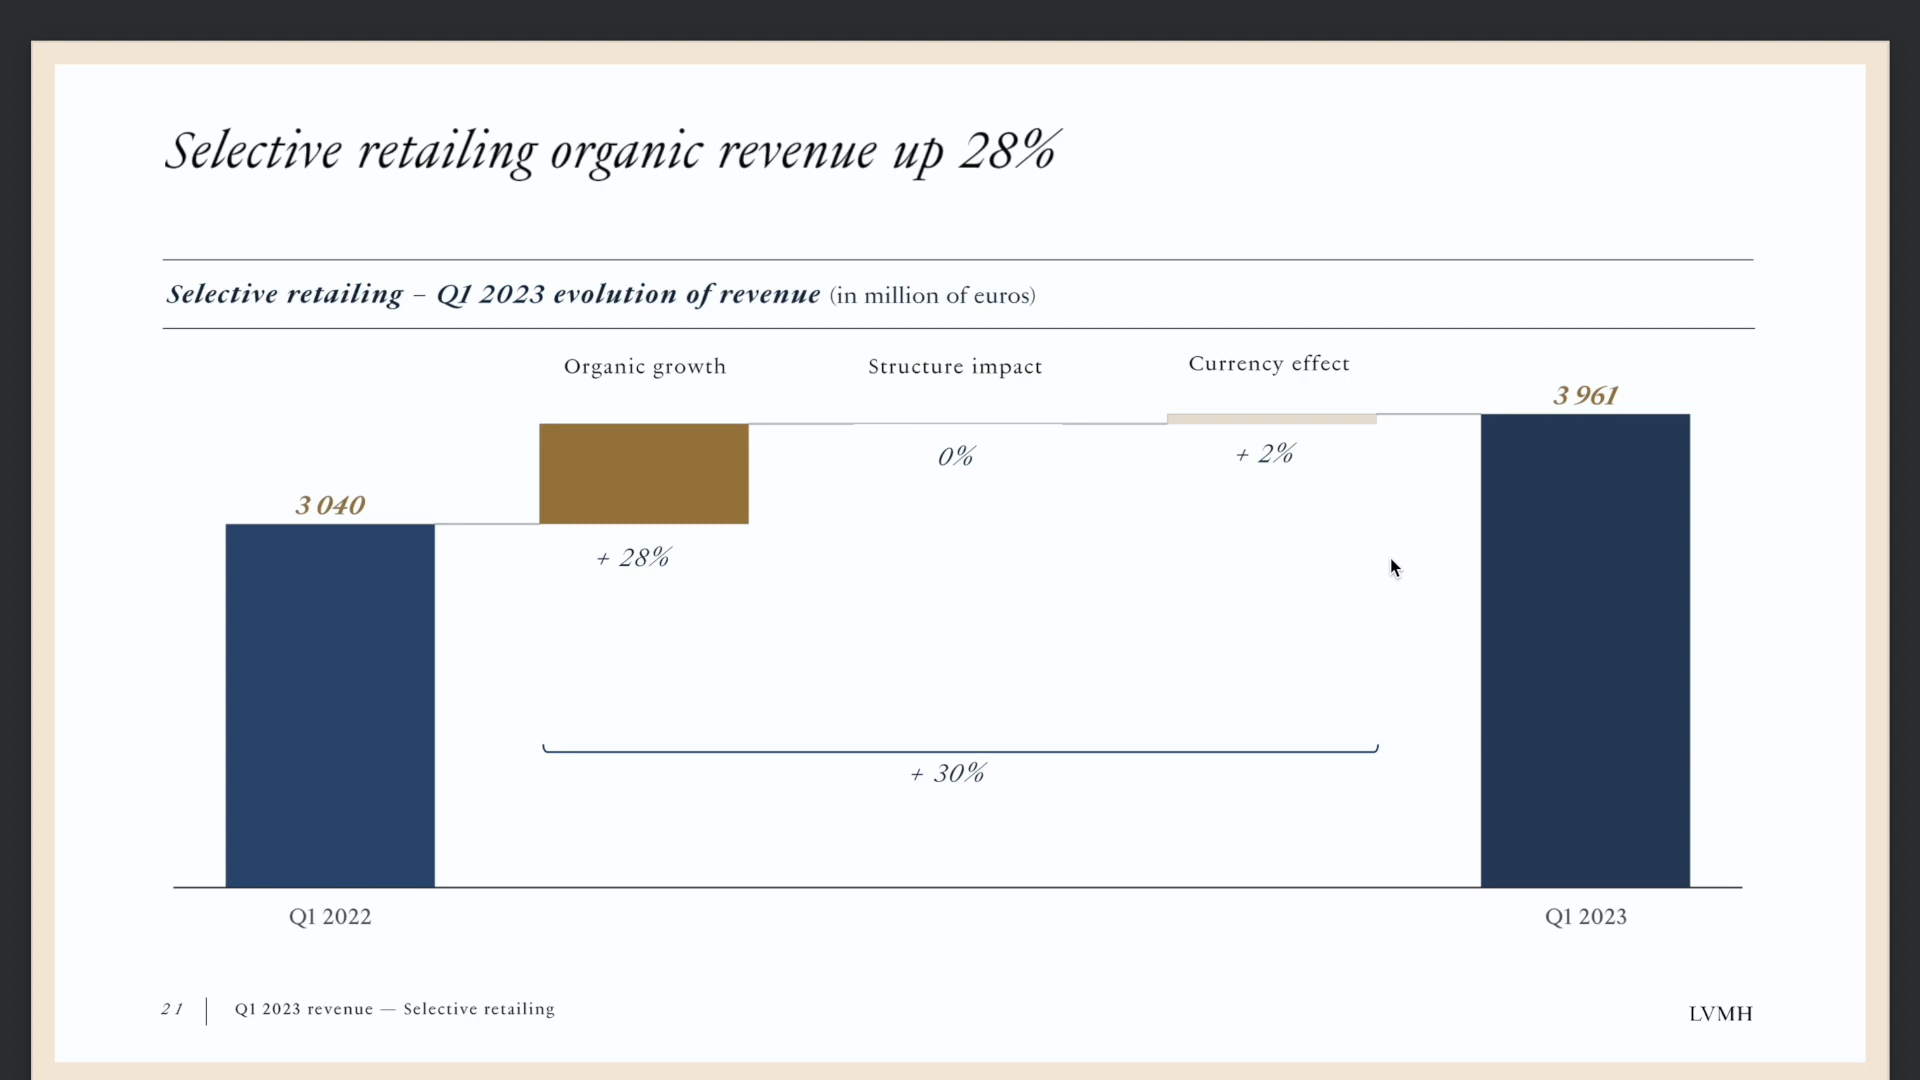 Selective retailing organic revenue up 28%
Selective retailing – Q1 2023 evolution of revenue (in million of euros)
Organic growth
Structure impact
Currency effect
3 961
0%
+ 2%
3 040
+ 28%
+ 30%
Q1 2022
Q1 2023
21
Q1 2023 revenue — Selective retailing
LVMH